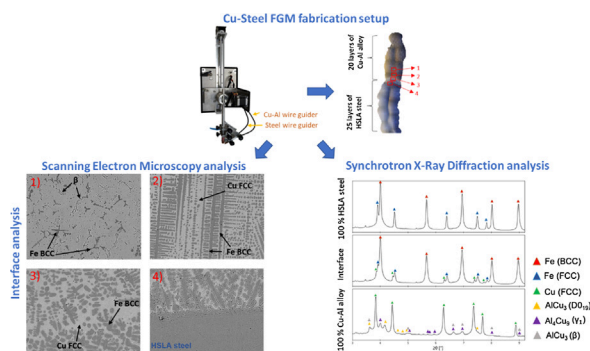 Cu-Steel FGM fabrication setup
20 layers of
Cu-Al alloy
25 layers of
HSLA steel
1
2
3
4
Cu-Al wire guider
Steel wire guider
Scanning Electron Microscopy analysis
Synchrotron X-Ray Diffraction analysis
Interface analysis
1)
β
Fe BCC
2)
Cu FCC
Fe BCC
3)
Cu FCC
Fe BCC
4)
HSLA steel
100 % HSLA steel
Interface
100 % Cu-Al alloy
Fe (BCC)
Fe (FCC)
Cu (FCC)
AlCu₃ (D0₁₉)
Al₄Cu₉ (γ₁)
AlCu₃ (β)